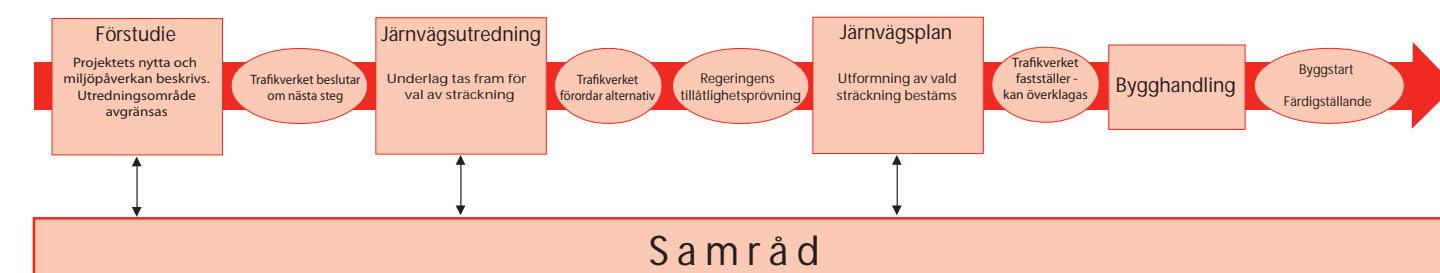 Förstudie
Projektets nytta och
miljöpåverkan beskrivs.
Utredningsområde
avgränsas
Trafikverket beslutar
om nästa steg
Järnvägsutredning
Underlag tas fram för
val av sträckning
Trafikverket
förordar alternativ
Regeringens
tillåtlighetsprövning
Järnvägsplan
Utformning av vald
sträckning bestäms
Trafikverket
fastställer -
kan överklagas
Bygghandling
Byggstart
Färdigställande
Samråd